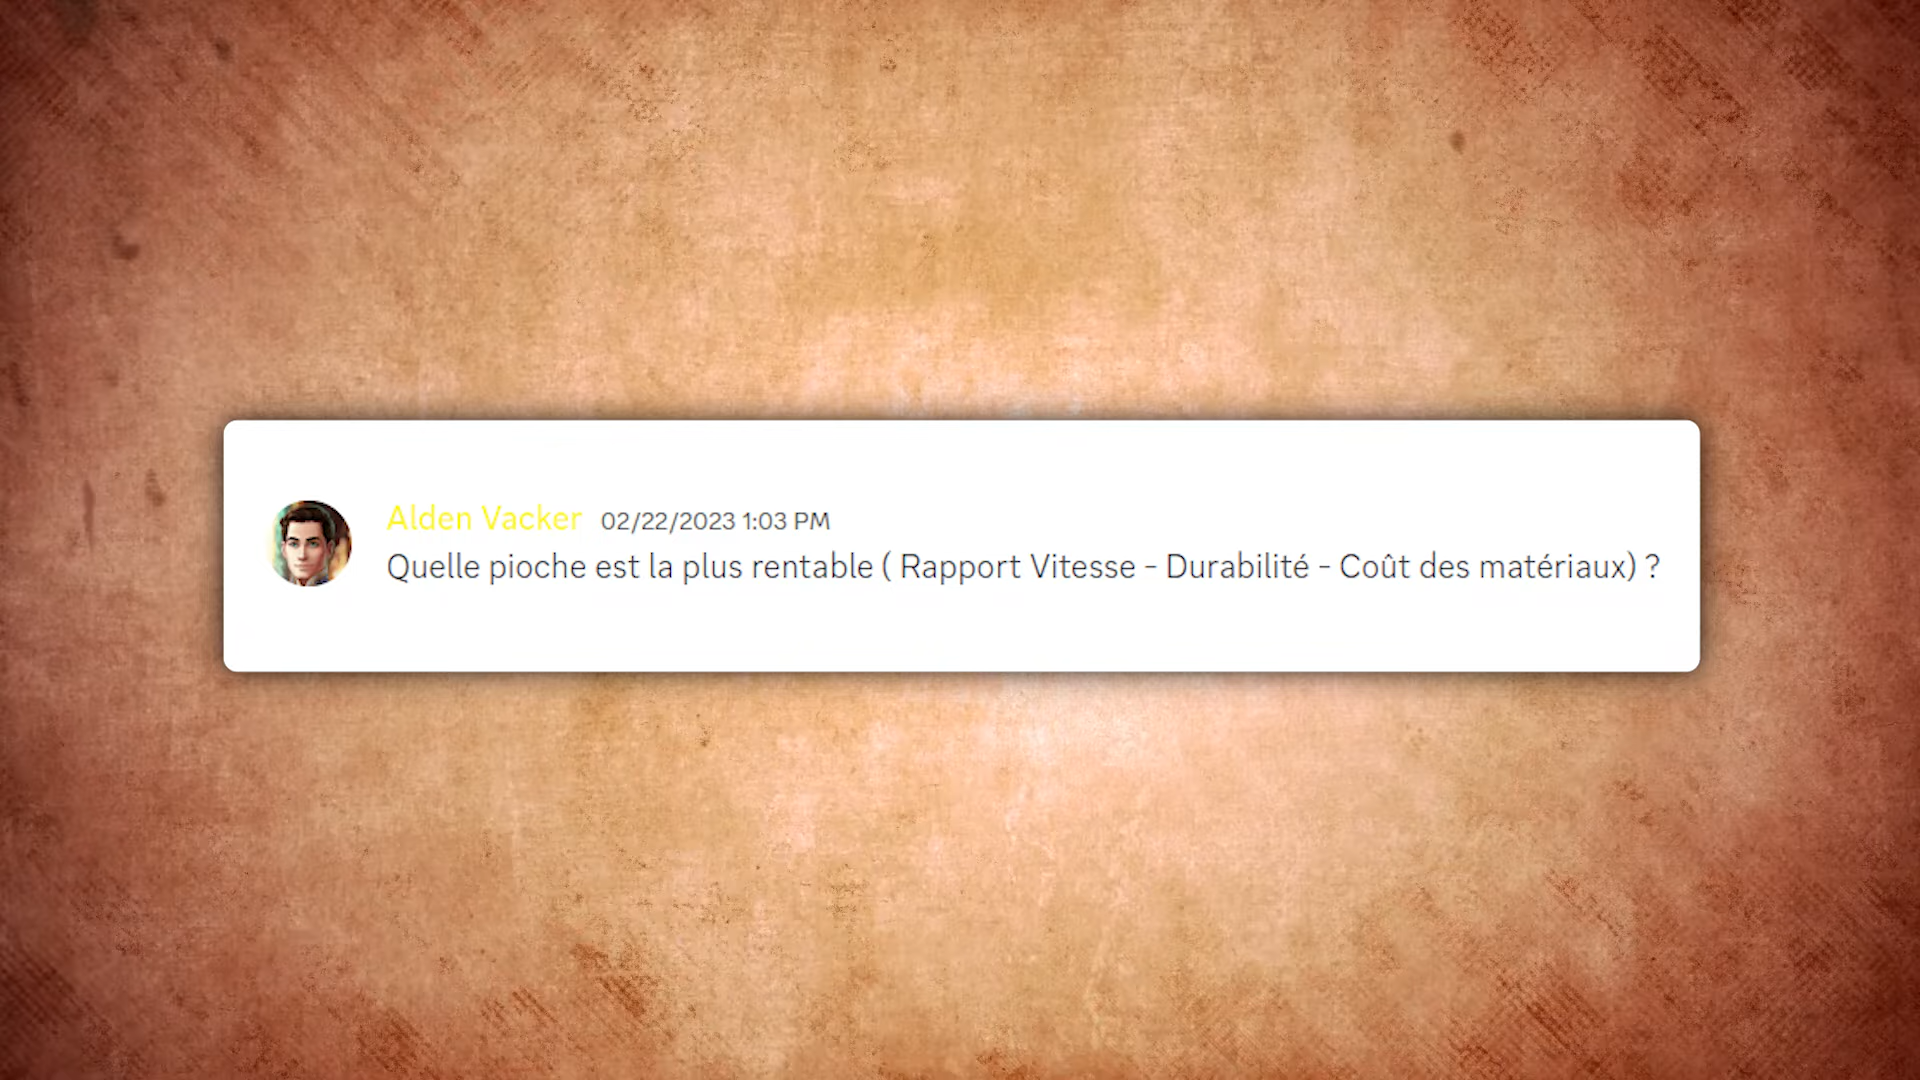 Alden Vacker 02/22/2023 1:03 PM
Quelle pioche est la plus rentable ( Rapport Vitesse - Durabilité - Coût des matériaux) ?